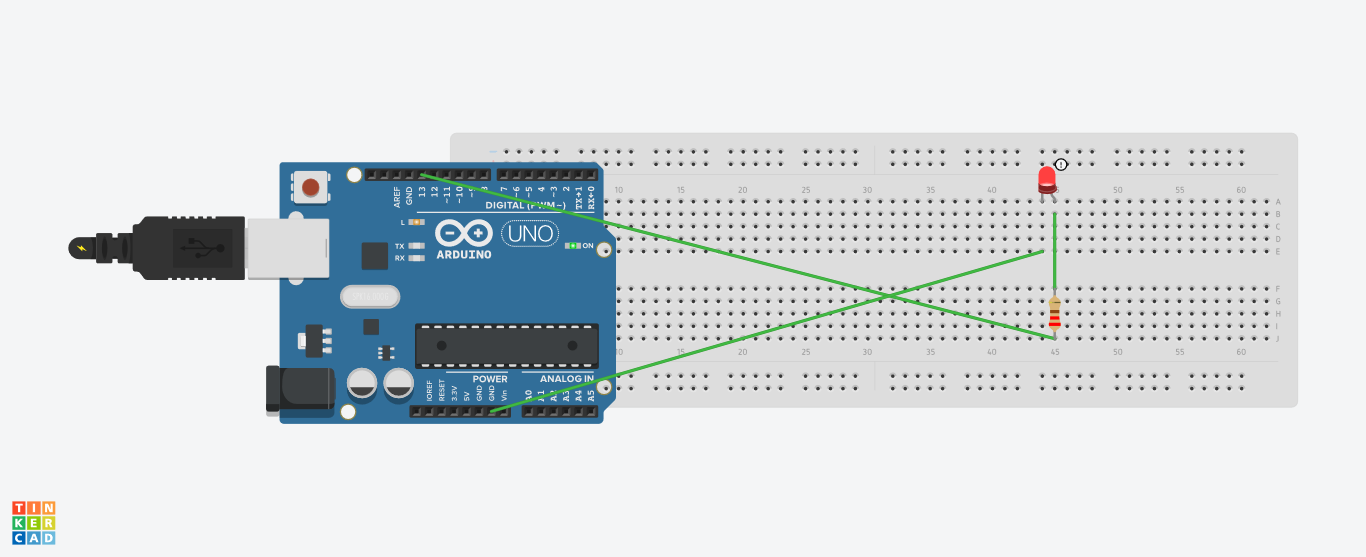 10 15 20 25 30 35 40 45 50 55 60
A
B
C
D
E
F
G
H
I
J
10 15 20 25 30 35 40 45 50 55 60
AREF
GND
13
12
~11
~10
~9
8
7
~6
~5
4
~3
2
TX→1
RX←0
DIGITAL (PWM~)
L
TX
RX
UNO
ON
ARDUINO
POWER
ANALOG IN
IOREF
RESET
3.3V
5V
GND
GND
Vin
A0
A1
A2
A3
A4
A5
!
TIN
KER
CAD